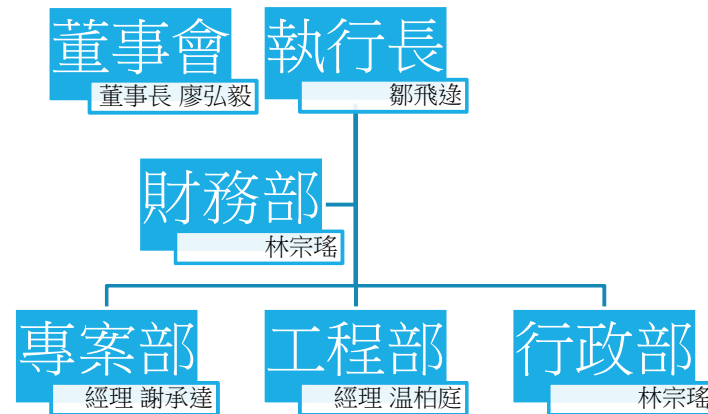 董事會
董事長 廖弘毅
執行長
鄒飛逯
財務部
林宗瑤
專案部
經理 謝承達
工程部
經理 温柏庭
行政部
林宗瑤